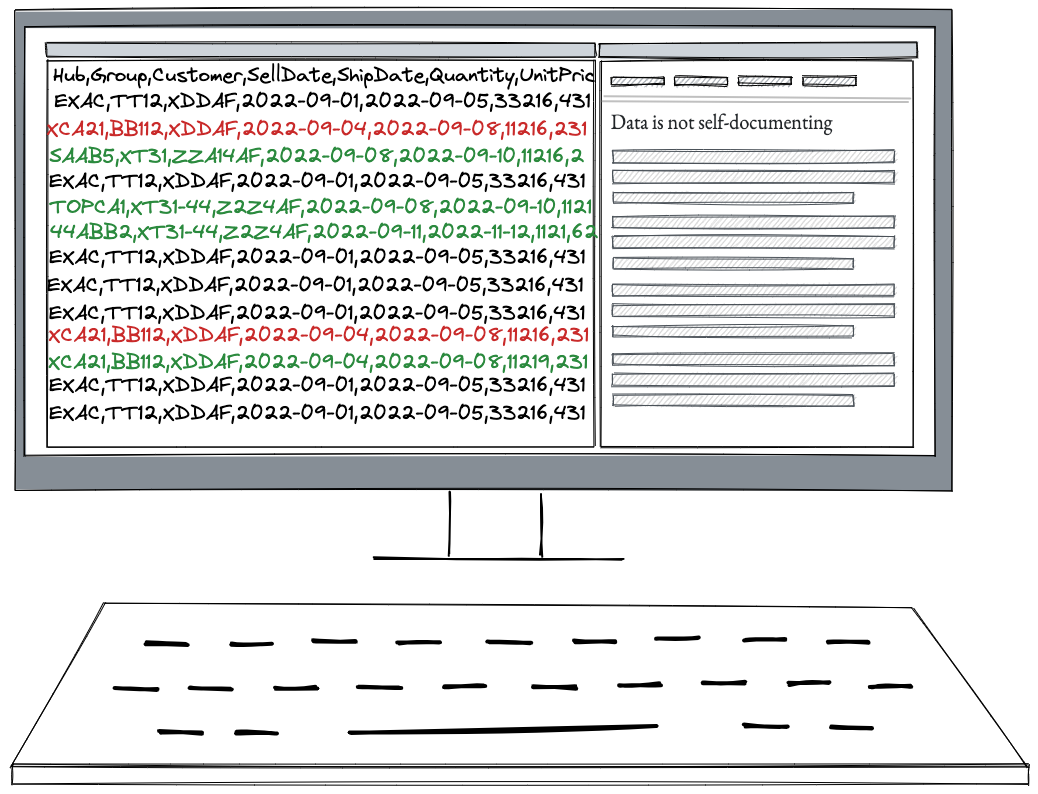 Hub,Group,Customer,SellDate,ShipDate,Quantity,UnitPric
EXAC,TT12,XDDAF,2022-09-01,2022-09-05,33216,431
XCA21,BB112,XDDAF,2022-09-04,2022-09-08,11216,231
SAAB5,XT31,ZZA14AF,2022-09-08,2022-09-10,11216,2
EXAC,TT12,XDDAF,2022-09-01,2022-09-05,33216,431
TOPCA1,XT31-44,Z2Z4AF,2022-09-08,2022-09-10,1121
44ABB2,XT31-44,Z2Z4AF,2022-09-11,2022-11-12,1121,62
EXAC,TT12,XDDAF,2022-09-01,2022-09-05,33216,431
EXAC,TT12,XDDAF,2022-09-01,2022-09-05,33216,431
EXAC,TT12,XDDAF,2022-09-01,2022-09-05,33216,431
XCA21,BB112,XDDAF,2022-09-04,2022-09-08,11216,231
XCA21,BB112,XDDAF,2022-09-04,2022-09-08,11219,231
EXAC,TT12,XDDAF,2022-09-01,2022-09-05,33216,431
EXAC,TT12,XDDAF,2022-09-01,2022-09-05,33216,431
Data is not self-documenting